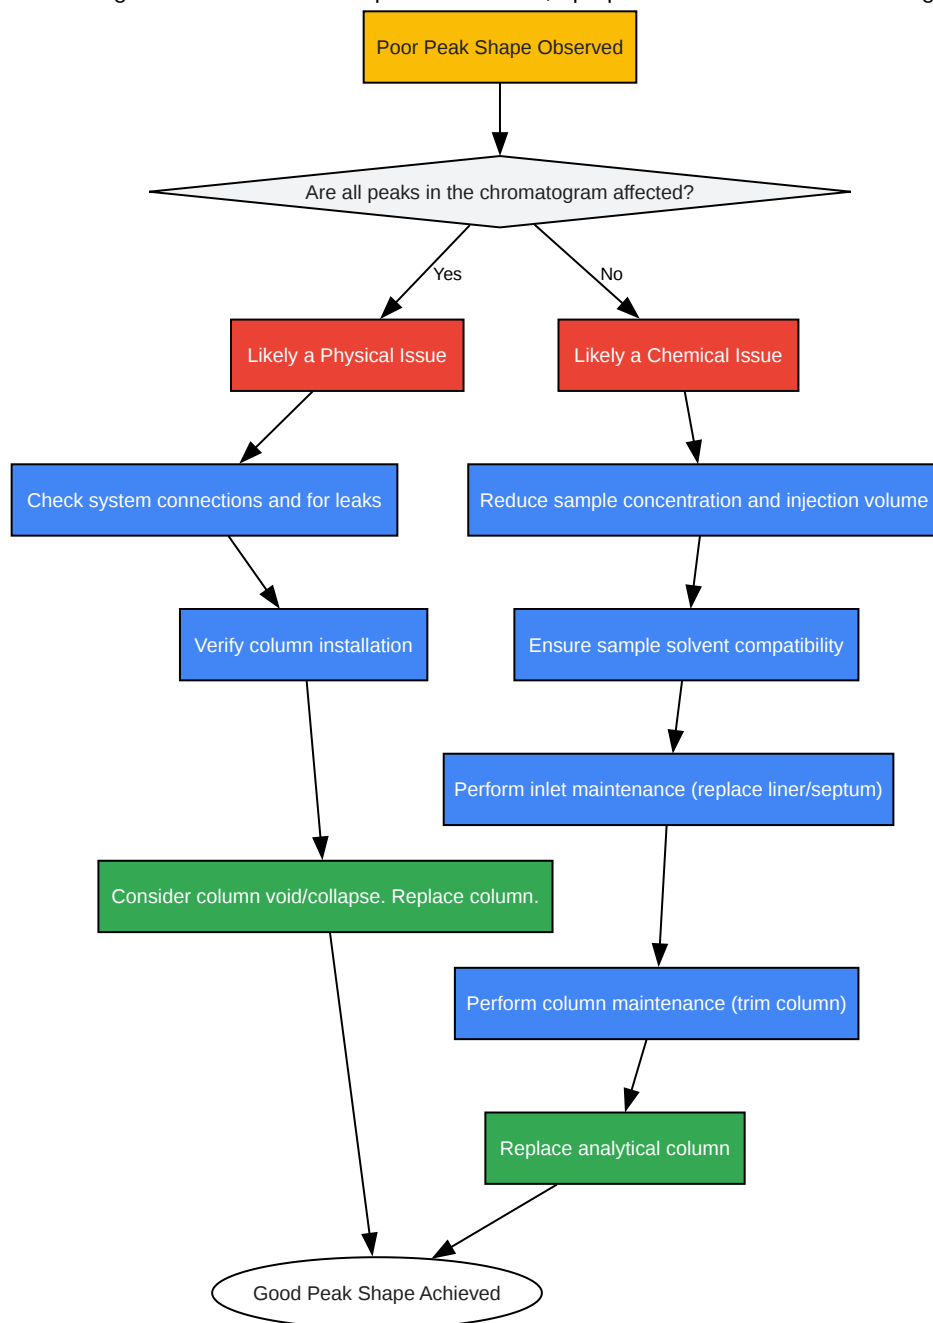 Poor Peak Shape Observed
Are all peaks in the chromatogram affected?
Yes
No
Likely a Physical Issue
Likely a Chemical Issue
Check system connections and for leaks
Reduce sample concentration and injection volume
Verify column installation
Ensure sample solvent compatibility
Perform inlet maintenance (replace liner/septum)
Consider column void/collapse. Replace column.
Perform column maintenance (trim column)
Replace analytical column
Good Peak Shape Achieved